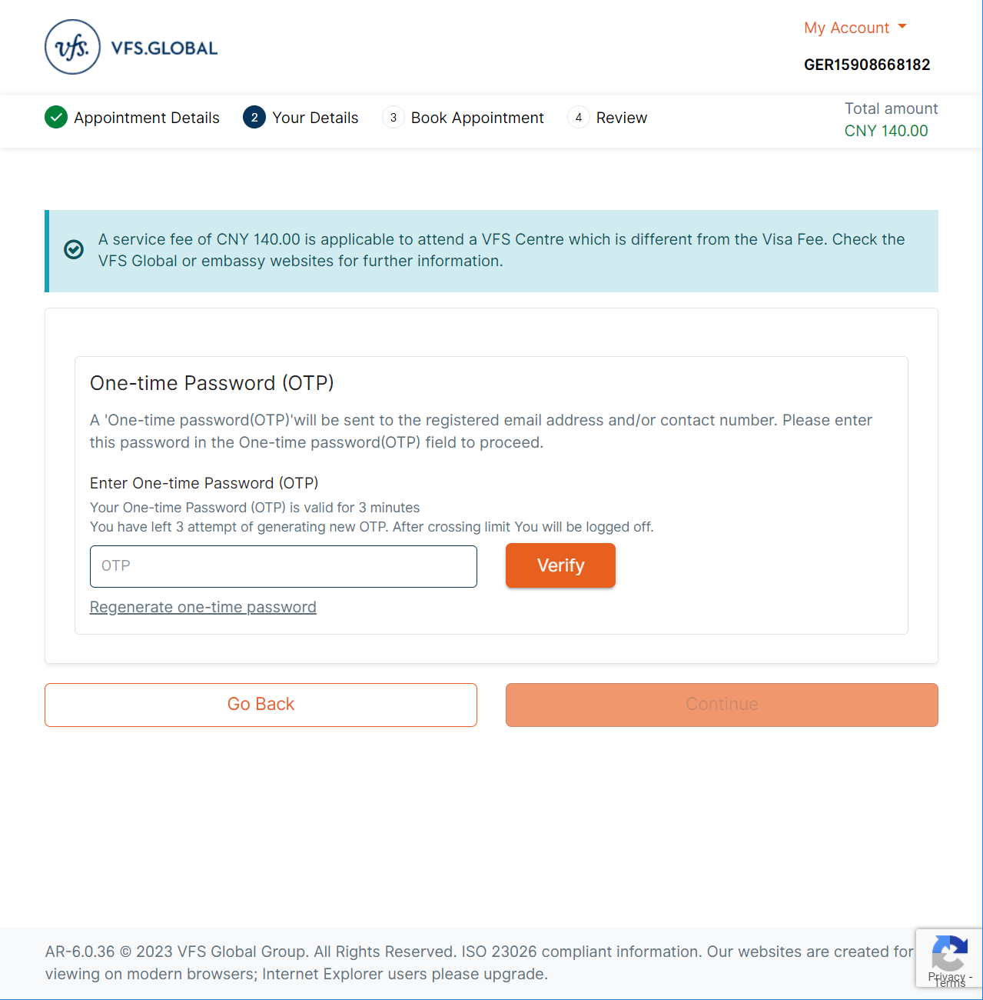 vfs. VFS.GLOBAL
My Account
GER15908668182
Appointment Details
2 Your Details
3 Book Appointment
4 Review
Total amount
CNY 140.00
A service fee of CNY 140.00 is applicable to attend a VFS Centre which is different from the Visa Fee. Check the
VFS Global or embassy websites for further information.
One-time Password (OTP)
A 'One-time password(OTP)'will be sent to the registered email address and/or contact number. Please enter
this password in the One-time password(OTP) field to proceed.
Enter One-time Password (OTP)
Your One-time Password (OTP) is valid for 3 minutes
You have left 3 attempt of generating new OTP. After crossing limit You will be logged off.
OTP
Verify
Regenerate one-time password
Go Back
Continue
AR-6.0.36 © 2023 VFS Global Group. All Rights Reserved. ISO 23026 compliant information. Our websites are created for
viewing on modern browsers; Internet Explorer users please upgrade.
Privacy -
Terms